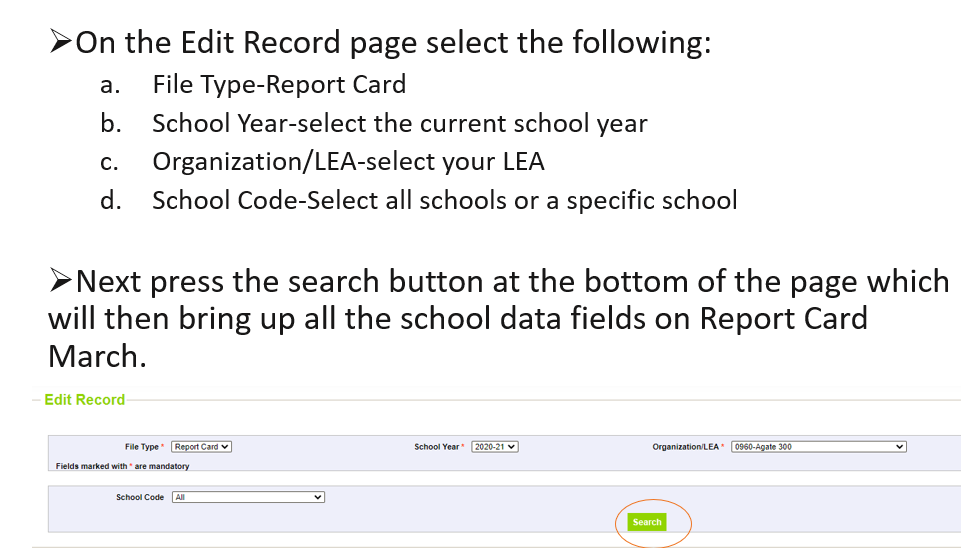 ➢On the Edit Record page select the following:
a. File Type-Report Card
b. School Year-select the current school year
c. Organization/LEA-select your LEA
d. School Code-Select all schools or a specific school
➢Next press the search button at the bottom of the page which
will then bring up all the school data fields on Report Card
March.
Edit Record
File Type * Report Card School Year * 2020-21 Organization/LEA * 0960-Agate 300
Fields marked with * are mandatory
School Code All
Search